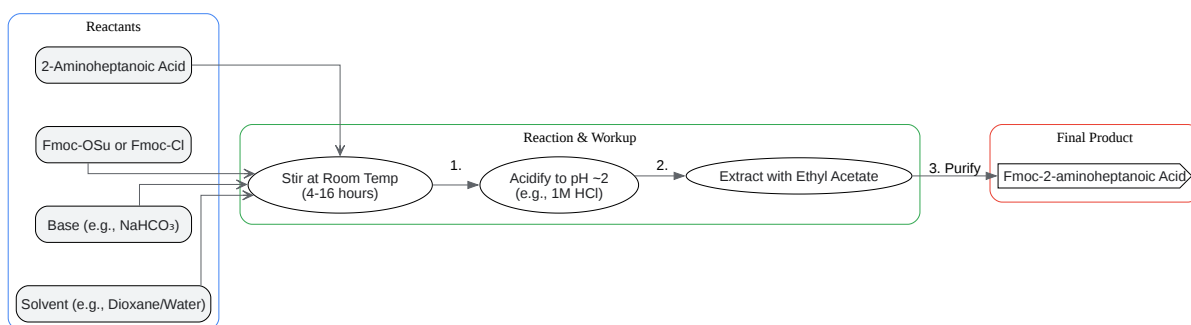 Reactants
2-Aminoheptanoic Acid
Fmoc-OSu or Fmoc-Cl
Base (e.g., NaHCO₃)
Solvent (e.g., Dioxane/Water)
Reaction & Workup
Stir at Room Temp
(4-16 hours)
1.
Acidify to pH ~2
(e.g., 1M HCl)
2.
Extract with Ethyl Acetate
3. Purify
Final Product
Fmoc-2-aminoheptanoic Acid